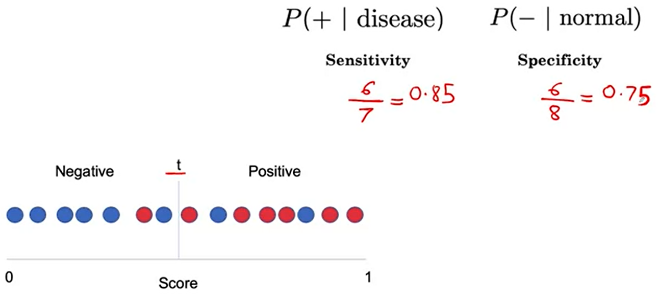 P(+ | disease) P(− | normal)
Sensitivity Specificity
6/7 = 0.85 6/8 = 0.75
Negative t Positive
0 1
Score